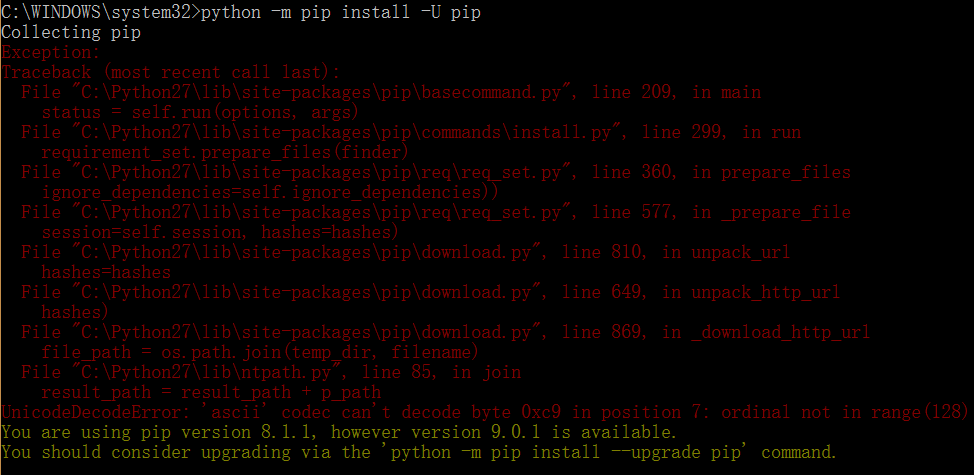 C:\WINDOWS\system32>python -m pip install -U pip
Collecting pip
Exception:
Traceback (most recent call last):
  File "C:\Python27\lib\site-packages\pip\basecommand.py", line 209, in main
    status = self.run(options, args)
  File "C:\Python27\lib\site-packages\pip\commands\install.py", line 299, in run
    requirement_set.prepare_files(finder)
  File "C:\Python27\lib\site-packages\pip\req\req_set.py", line 360, in prepare_files
    ignore_dependencies=self.ignore_dependencies))
  File "C:\Python27\lib\site-packages\pip\req\req_set.py", line 577, in _prepare_file
    session=self.session, hashes=hashes)
  File "C:\Python27\lib\site-packages\pip\download.py", line 810, in unpack_url
    hashes=hashes
  File "C:\Python27\lib\site-packages\pip\download.py", line 649, in unpack_http_url
    hashes)
  File "C:\Python27\lib\site-packages\pip\download.py", line 869, in _download_http_url
    file_path = os.path.join(temp_dir, filename)
  File "C:\Python27\lib\ntpath.py", line 85, in join
    result_path = result_path + p_path
UnicodeDecodeError: 'ascii' codec can't decode byte 0xc9 in position 7: ordinal not in range(128)
You are using pip version 8.1.1, however version 9.0.1 is available.
You should consider upgrading via the 'python -m pip install --upgrade pip' command.